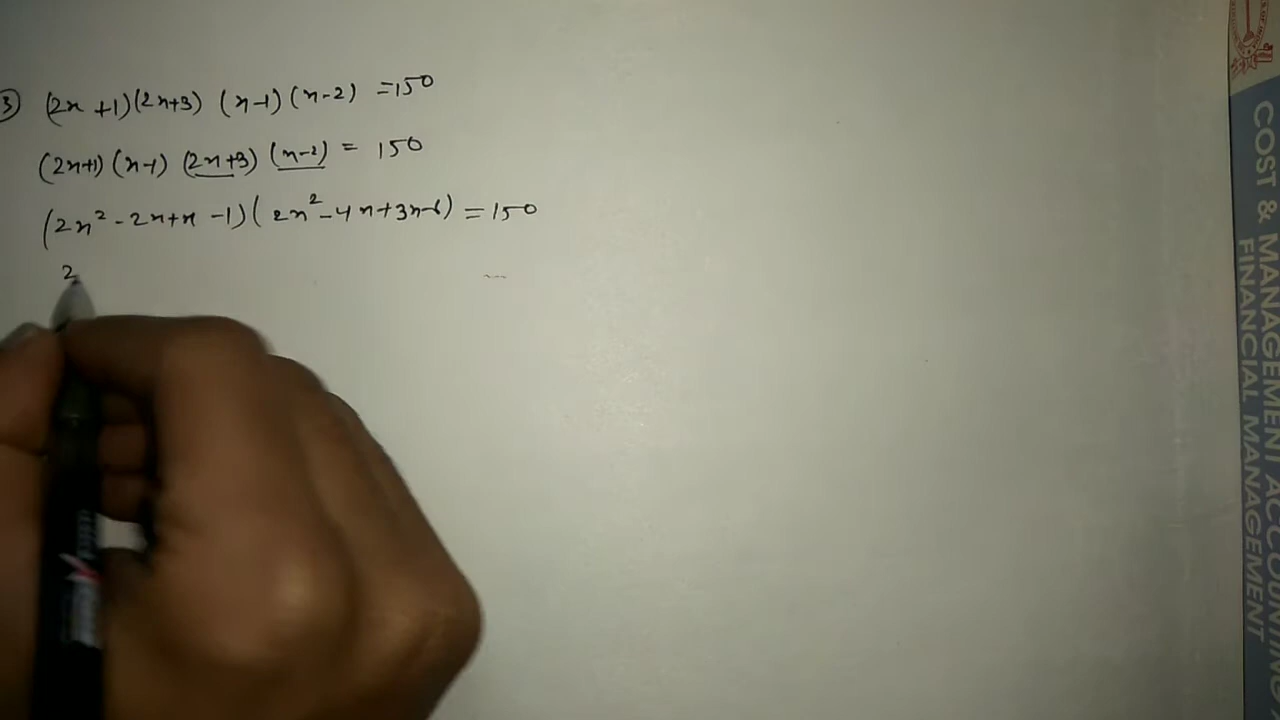 ③ (2x +1)(2x+3) (x-1)(x-2) =150
(2x+1)(x-1) (2x+3) (x-2) = 150
(2x² -2x+x -1)( 2x² -4x+3x-6) =150
2
COST & MANAGEMENT ACCOUNTING
FINANCIAL MANAGEMENT